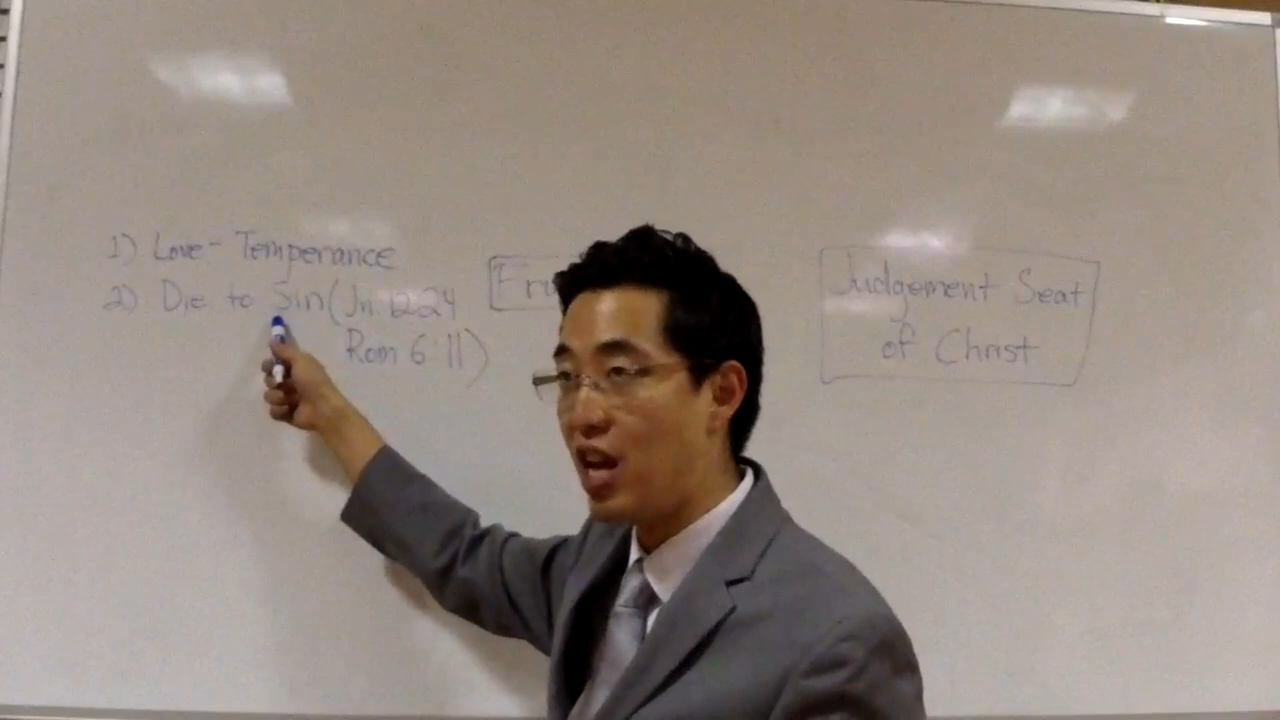 1) Love - Temperance
2) Die to Sin (Jn. 12:24
Rom 6:11)
Judgement Seat
of Christ